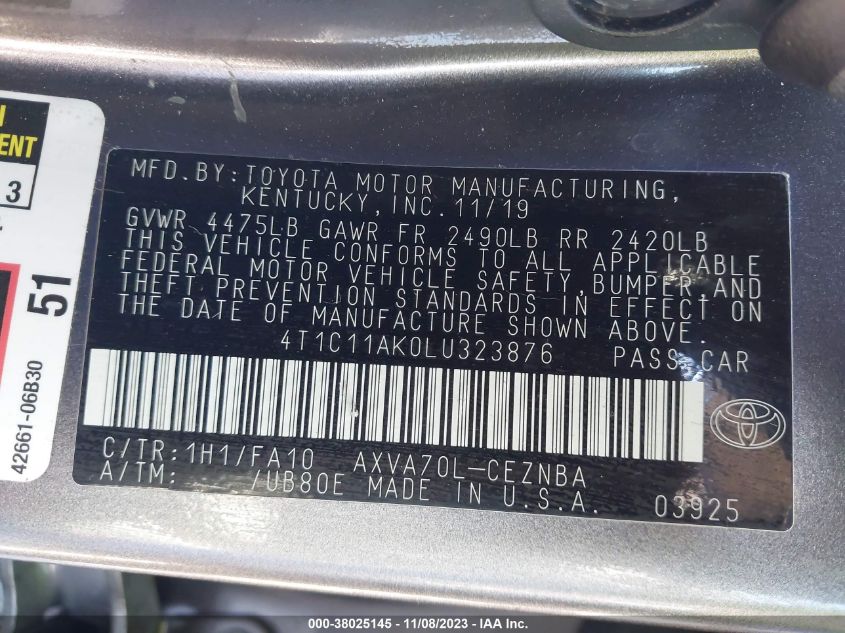 MENT
3
51
42661-06B30
MFD.BY:TOYOTA MOTOR MANUFACTURING,
KENTUCKY, INC. 11/19
GVWR 4475LB GAWR FR 2490LB RR 2420LB
THIS VEHICLE CONFORMS TO ALL APPLICABLE
FEDERAL MOTOR VEHICLE SAFETY, BUMPER, AND
THEFT PREVENTION STANDARDS IN EFFECT ON
THE DATE OF MANUFACTURE SHOWN ABOVE.
4T1C11AK0LU323876 PASS CAR
C/TR:1H1/FA10 AXVA70L-CEZNBA
A/TM: /UB80E MADE IN U.S.A. 03925
000-38025145 - 11/08/2023 - IAA Inc.